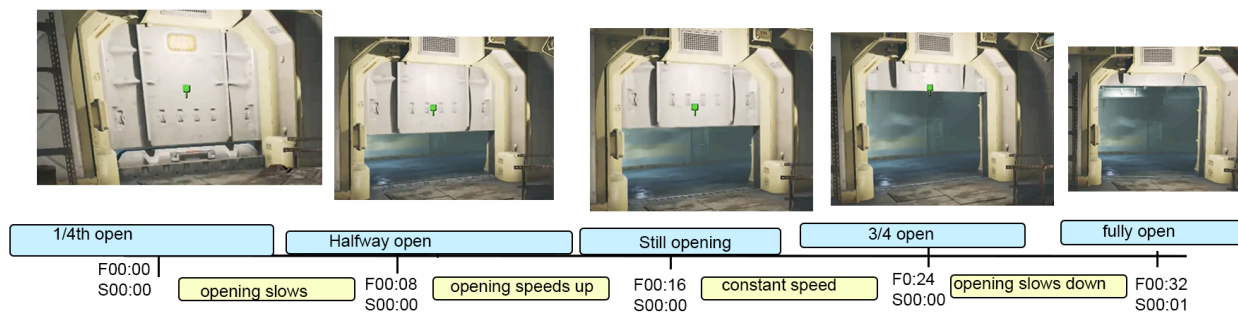 1/4th open
Halfway open
Still opening
3/4 open
fully open
F00:00
S00:00
opening slows
F00:08
S00:00
opening speeds up
F00:16
S00:00
constant speed
F0:24
S00:00
opening slows down
F00:32
S00:01